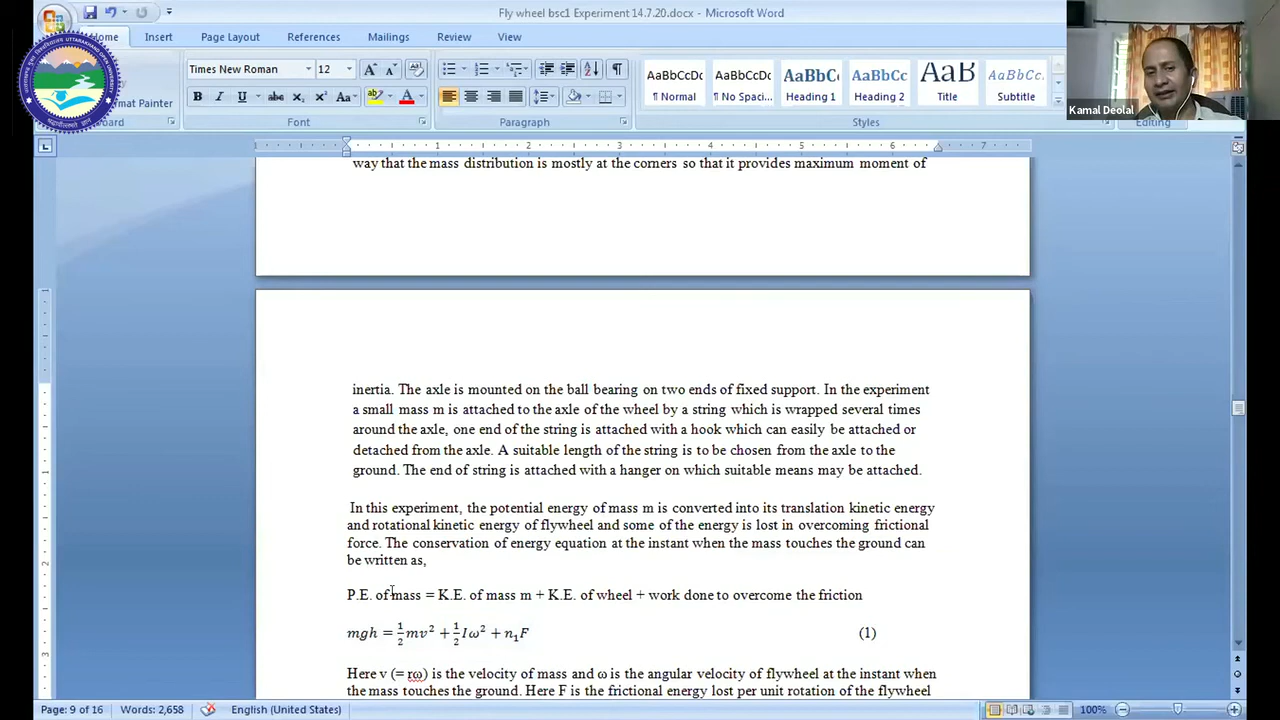 Fly wheel bsc1 Experiment 14.7.20.docx - Microsoft Word
Home Insert Page Layout References Mailings Review View
Times New Roman 12
AaBbCcDc AaBbCcDc AaBbC AaBbCc AaB AaBbCc.
¶ Normal ¶ No Spaci... Heading 1 Heading 2 Title Subtitle
Font Paragraph Styles Editing
Kamal Deolal
way that the mass distribution is mostly at the corners so that it provides maximum moment of
inertia. The axle is mounted on the ball bearing on two ends of fixed support. In the experiment
a small mass m is attached to the axle of the wheel by a string which is wrapped several times
around the axle, one end of the string is attached with a hook which can easily be attached or
detached from the axle. A suitable length of the string is to be chosen from the axle to the
ground. The end of string is attached with a hanger on which suitable means may be attached.
In this experiment, the potential energy of mass m is converted into its translation kinetic energy
and rotational kinetic energy of flywheel and some of the energy is lost in overcoming frictional
force. The conservation of energy equation at the instant when the mass touches the ground can
be written as,
P.E. of mass = K.E. of mass m + K.E. of wheel + work done to overcome the friction
mgh = 1/2 mv² + 1/2 Iω² + n₁F (1)
Here v (= rω) is the velocity of mass and ω is the angular velocity of flywheel at the instant when
the mass touches the ground. Here F is the frictional energy lost per unit rotation of the flywheel
Page: 9 of 16 Words: 2,658 English (United States) 100%